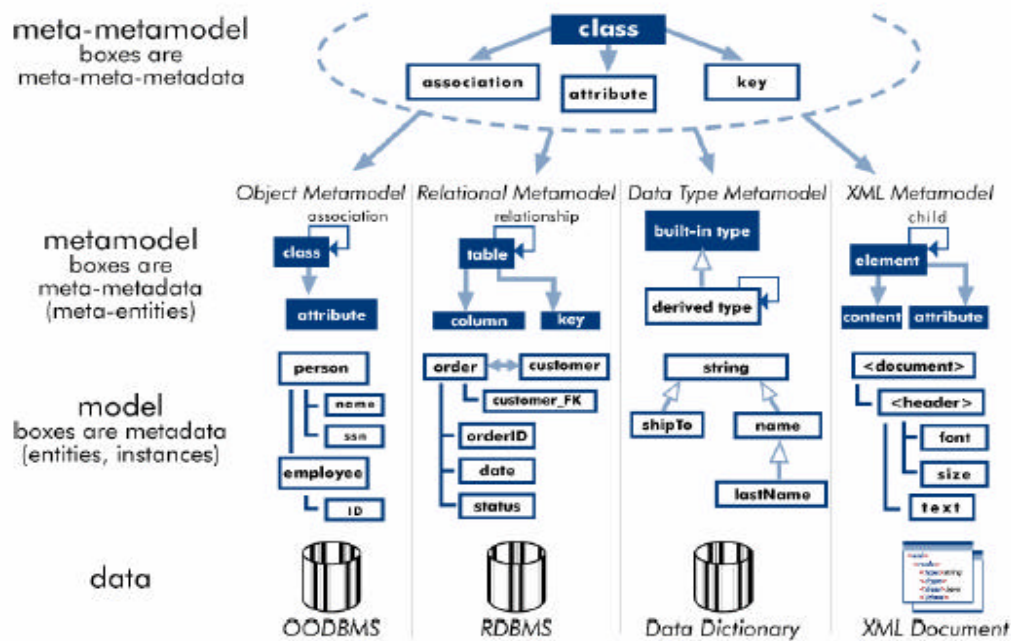 meta-metamodel
boxes are
meta-meta-metadata
class
association
attribute
key
Object Metamodel
Relational Metamodel
Data Type Metamodel
XML Metamodel
metamodel
boxes are
meta-metadata
(meta-entities)
association
class
attribute
relationship
table
column
key
built-in type
derived type
child
element
content
attribute
model
boxes are metadata
(entities, instances)
person
name
ssn
employee
ID
order
customer
customer_FK
orderID
date
status
string
shipTo
name
lastName
<document>
<header>
font
size
text
data
OODBMS
RDBMS
Data Dictionary
XML Document